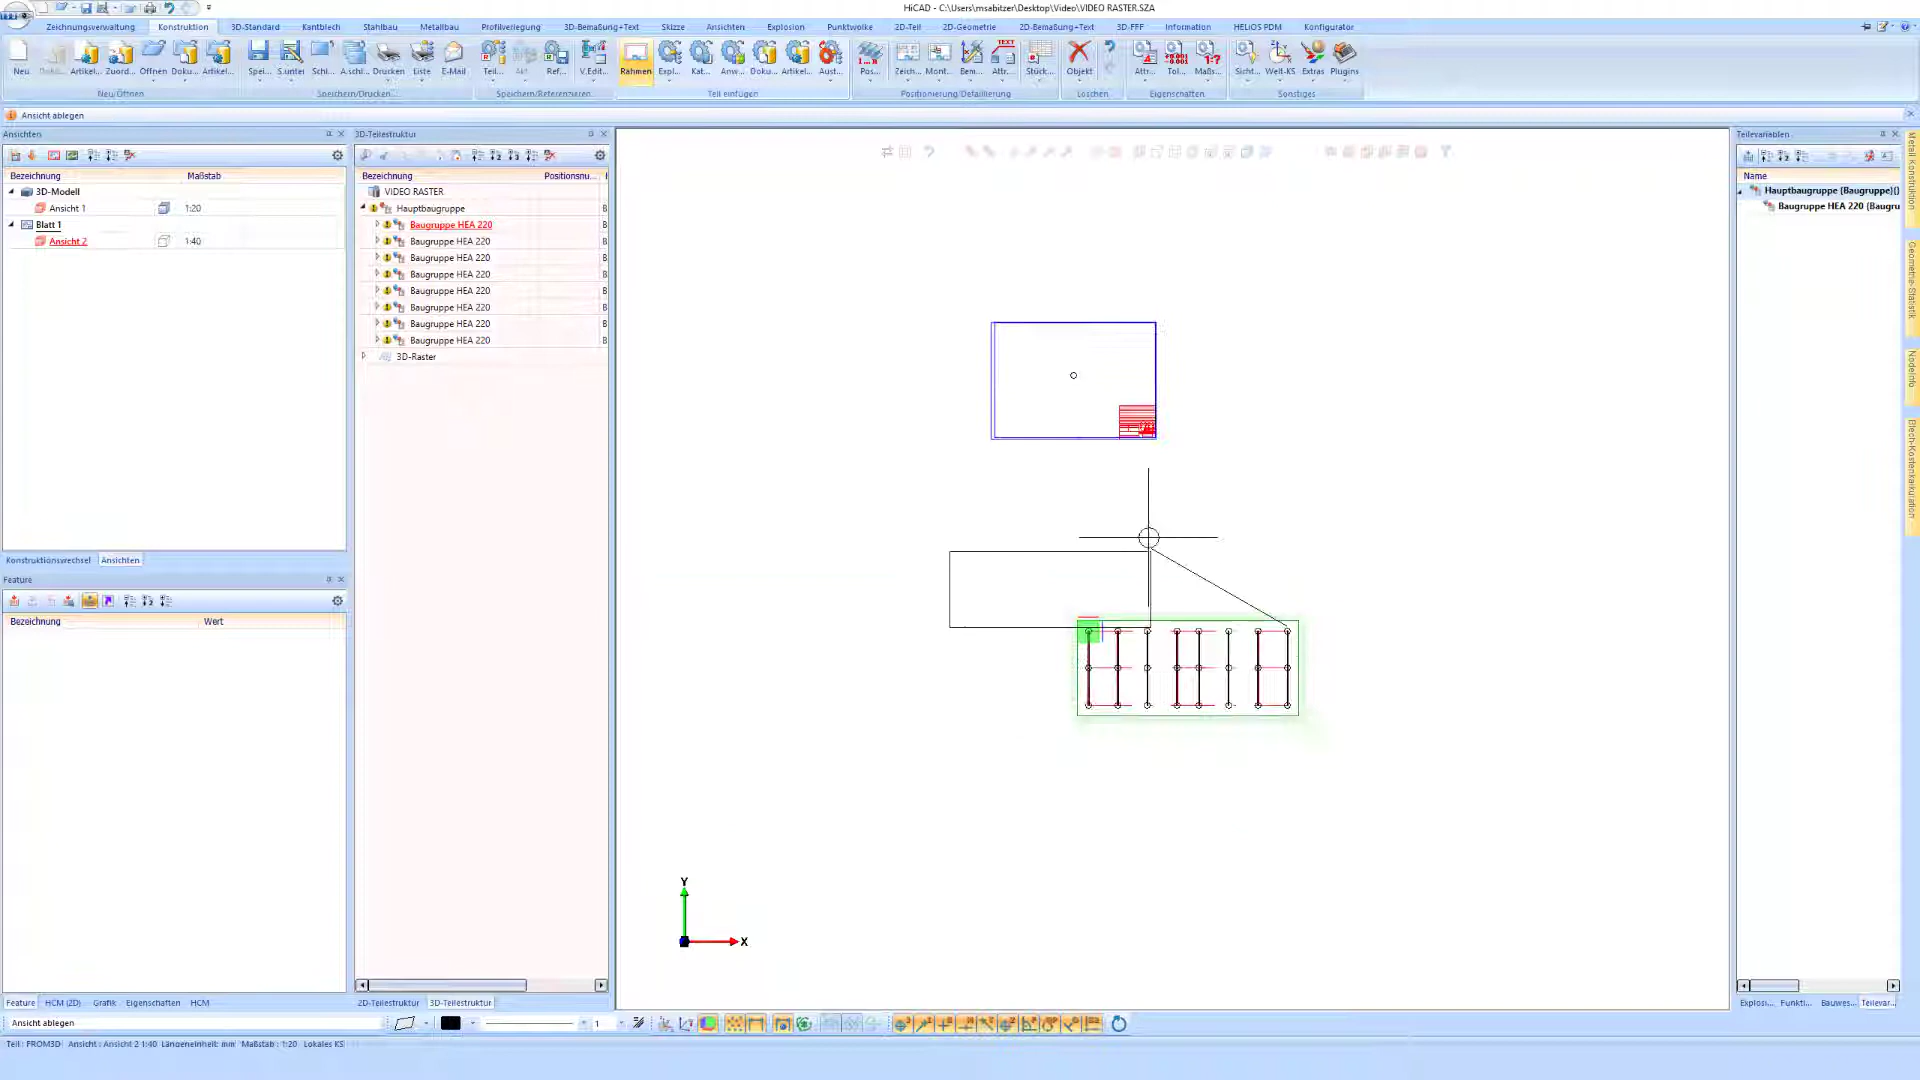 HiCAD - C:\Users\msabitzer\Desktop\Video\VIDEO RASTER.SZA
Zeichnungsverwaltung Konstruktion 3D-Standard Kantblech Stahlbau Metallbau Profilverlegung 3D-Bemaßung+Text Skizze Ansichten Explosion Punktwolke 2D-Teil 2D-Geometrie 2D-Bemaßung+Text 3D-FFF Information HELiOS PDM Konfigurator
Neu Artikel... Zuord... Öffnen Doku... Artikel... Spei... S.unter Schl... A.schl... Drucken Liste E-Mail Teil... Ref... V.Edit... Rahmen Expl... Kat... Anw... Doku... Artikel... Aust... Pos... Zeich... Mont... Bem... Attr... Stück... Objekt Attr... Tol... Maßs... Sicht... Welt-KS Extras Plugins
Neu/Öffnen Speichern/Drucken... Speichern/Referenzieren Teil einfügen Positionierung/Detaillierung Löschen Eigenschaften Sonstiges
Ansicht ablegen
Ansichten 3D-Teilestruktur Teilevariablen
Bezeichnung Maßstab Bezeichnung Positionsnu... Name
3D-Modell
Ansicht 1 1:20
Blatt 1
Ansicht 2 1:40
VIDEO RASTER
Hauptbaugruppe B
Baugruppe HEA 220 B
Baugruppe HEA 220 B
Baugruppe HEA 220 B
Baugruppe HEA 220 B
Baugruppe HEA 220 B
Baugruppe HEA 220 B
Baugruppe HEA 220 B
Baugruppe HEA 220 B
3D-Raster
Hauptbaugruppe (Baugruppe)()
Baugruppe HEA 220 (Baugru
Metall Konstruktion
Geometrie-Statistik
NodeInfo
Blech-Kostenkalkulation
Konstruktionswechsel Ansichten
Feature
Bezeichnung Wert
Y
X
Feature HCM (2D) Grafik Eigenschaften HCM
2D-Teilestruktur 3D-Teilestruktur
Explosi... Funkti... Bauwes... Teilevar...
Ansicht ablegen 1
Teil : FROM3D Ansicht : Ansicht 2 1:40 Längeneinheit: mm Maßstab : 1:20 Lokales KS